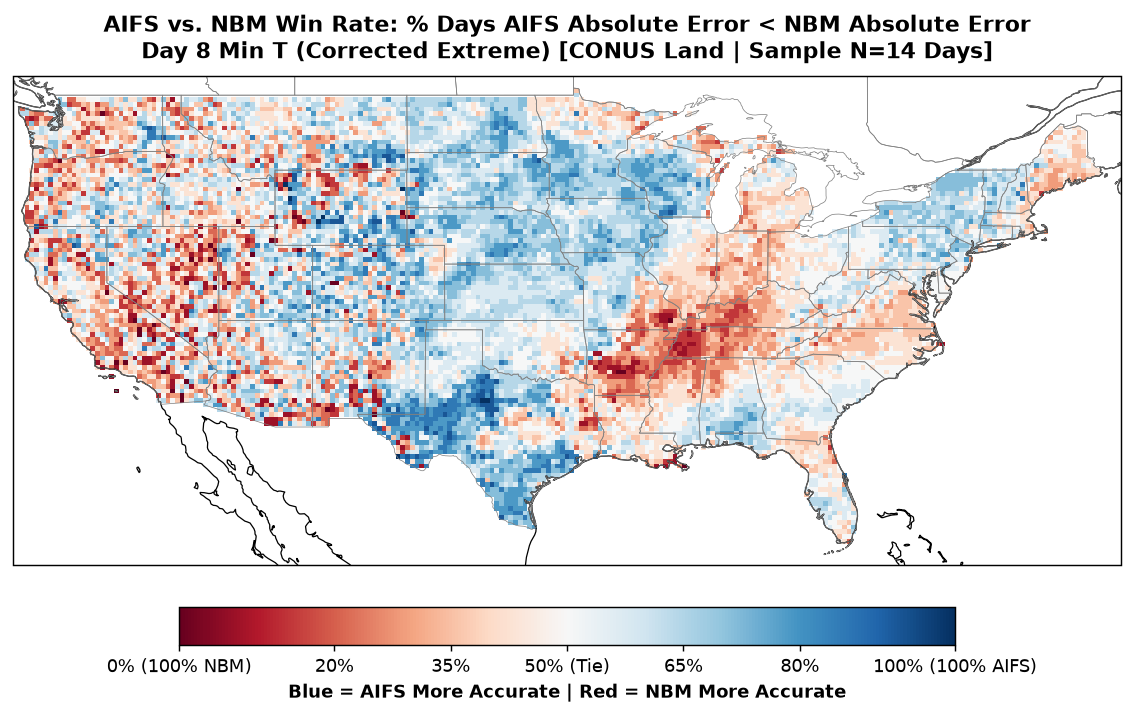 AIFS vs. NBM Win Rate: % Days AIFS Absolute Error < NBM Absolute Error
Day 8 Min T (Corrected Extreme) [CONUS Land | Sample N=14 Days]
0% (100% NBM) 20% 35% 50% (Tie) 65% 80% 100% (100% AIFS)
Blue = AIFS More Accurate | Red = NBM More Accurate